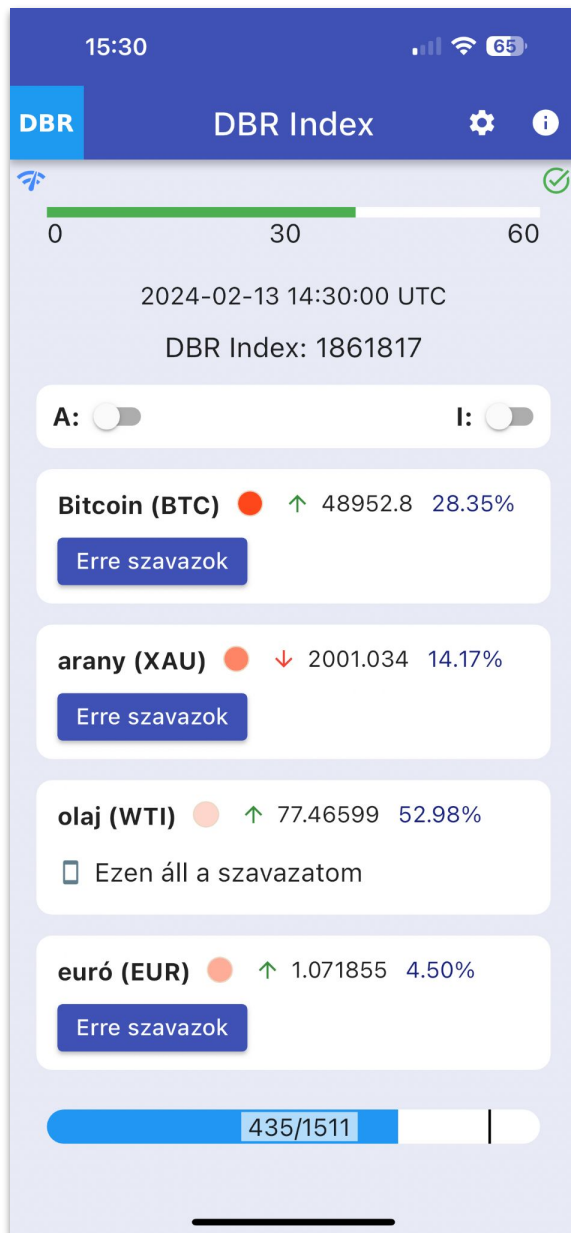 15:30
65
DBR DBR Index
0 30 60
2024-02-13 14:30:00 UTC
DBR Index: 1861817
A: I:
Bitcoin (BTC) ↑ 48952.8 28.35%
Erre szavazok
arany (XAU) ↓ 2001.034 14.17%
Erre szavazok
olaj (WTI) ↑ 77.46599 52.98%
Ezen áll a szavazatom
euró (EUR) ↑ 1.071855 4.50%
Erre szavazok
435/1511